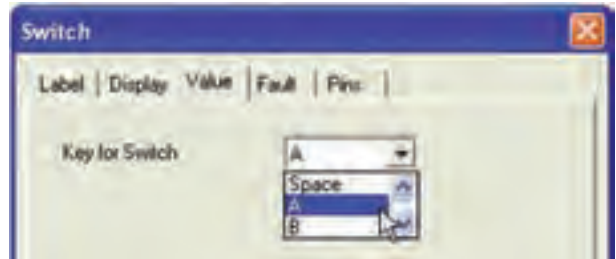 Switch
Label Display Value Fault Pins
Key for Switch A
Space
A
B